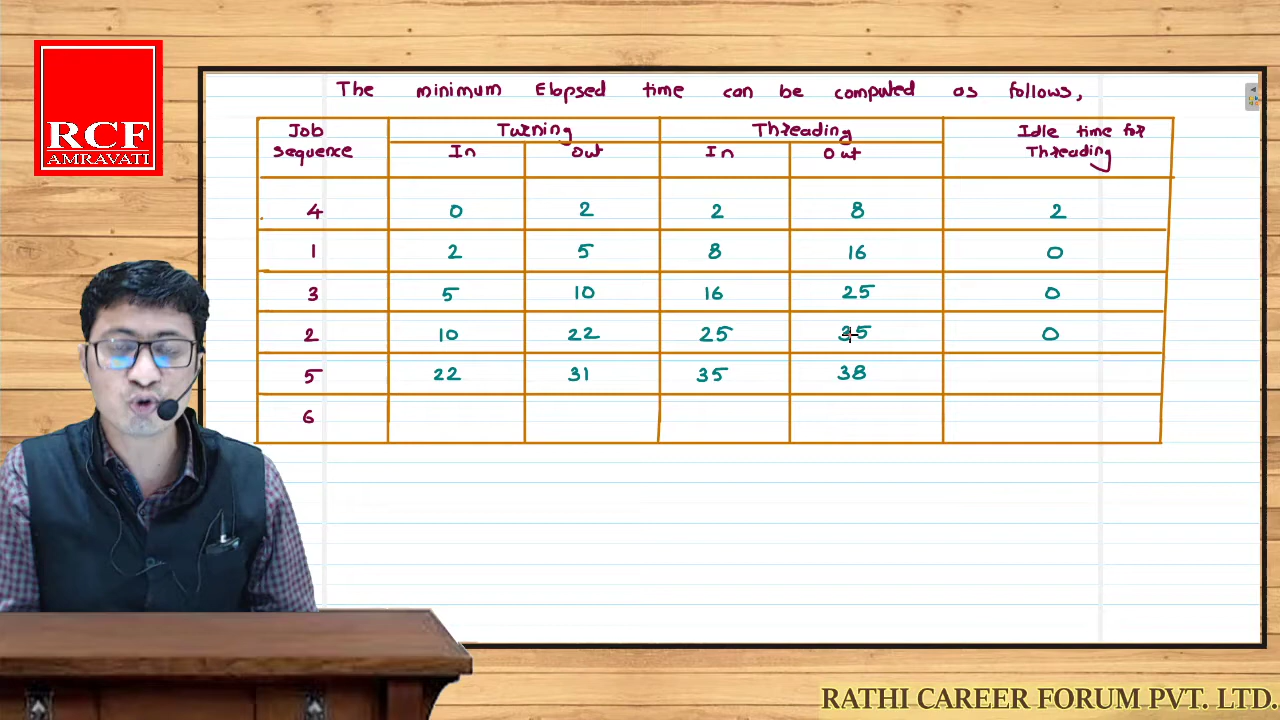 RCF
AMRAVATI
The minimum Elapsed time can be computed as follows,
Job sequence Turning Threading Idle time for Threading
In Out In Out
4 0 2 2 8 2
1 2 5 8 16 0
3 5 10 16 25 0
2 10 22 25 35 0
5 22 31 35 38
6
RATHI CAREER FORUM PVT. LTD.